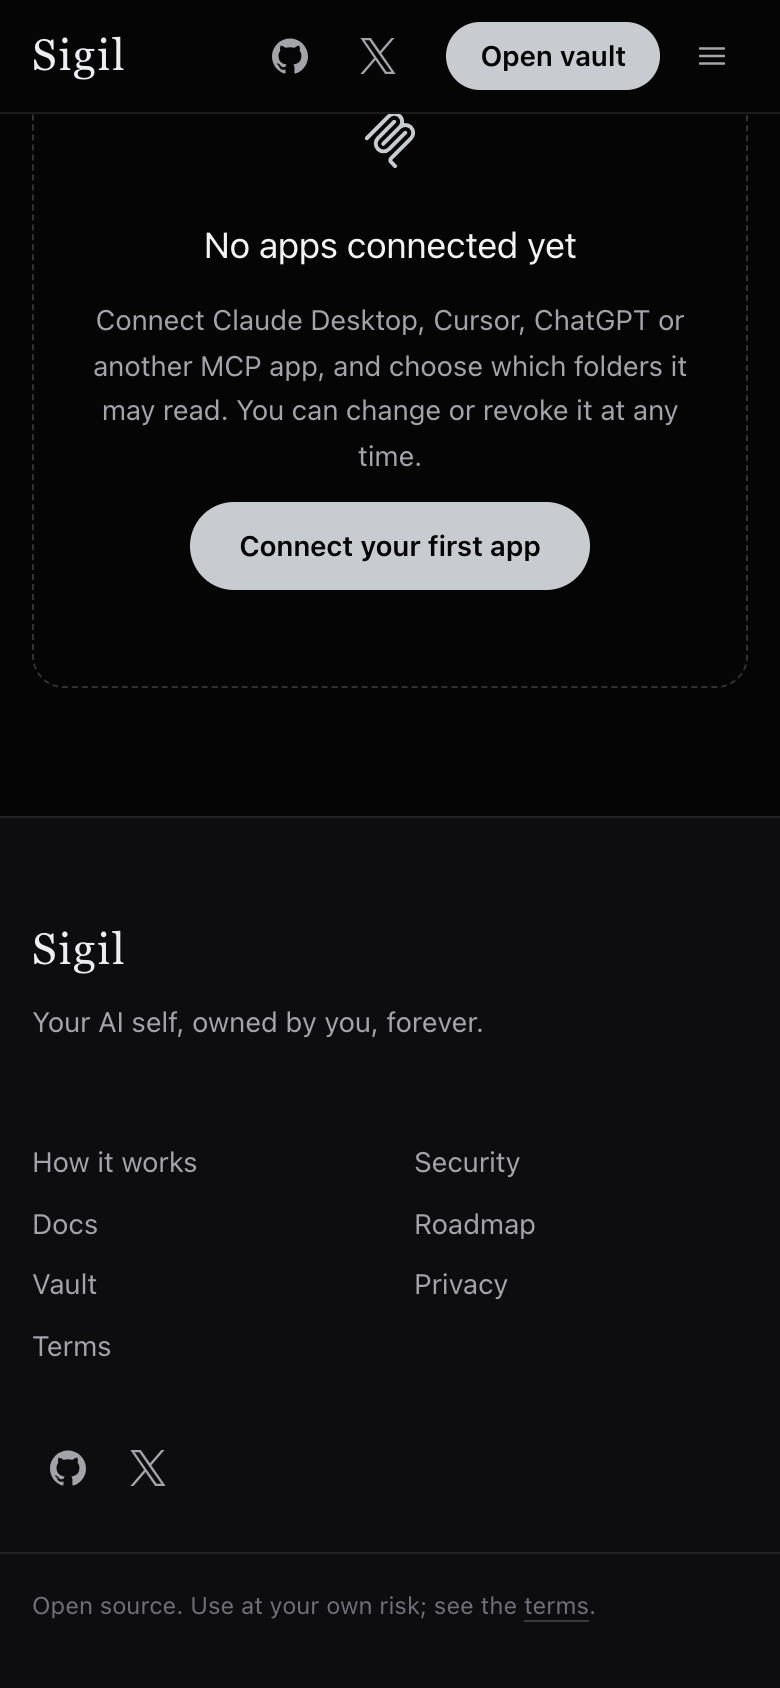 Sigil
Open vault
No apps connected yet
Connect Claude Desktop, Cursor, ChatGPT or
another MCP app, and choose which folders it
may read. You can change or revoke it at any
time.
Connect your first app
Sigil
Your AI self, owned by you, forever.
How it works
Security
Docs
Roadmap
Vault
Privacy
Terms
Open source. Use at your own risk; see the terms.